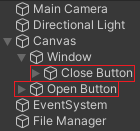 Main Camera
Directional Light
Canvas
Window
Close Button
Open Button
EventSystem
File Manager